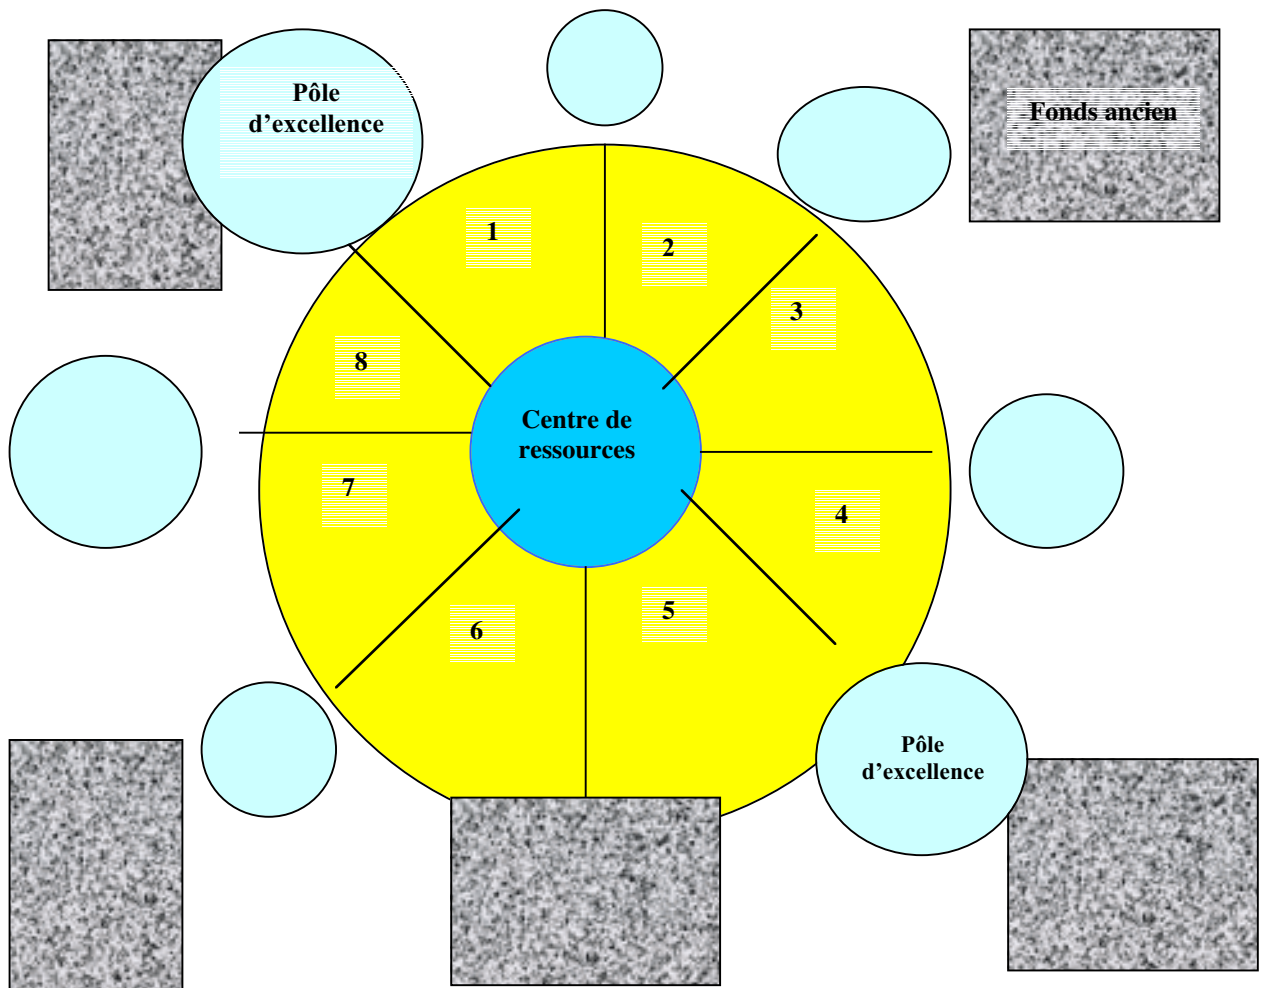 Pôle
d’excellence
Fonds ancien
1
2
3
8
Centre de
ressources
7
4
5
6
Pôle
d’excellence